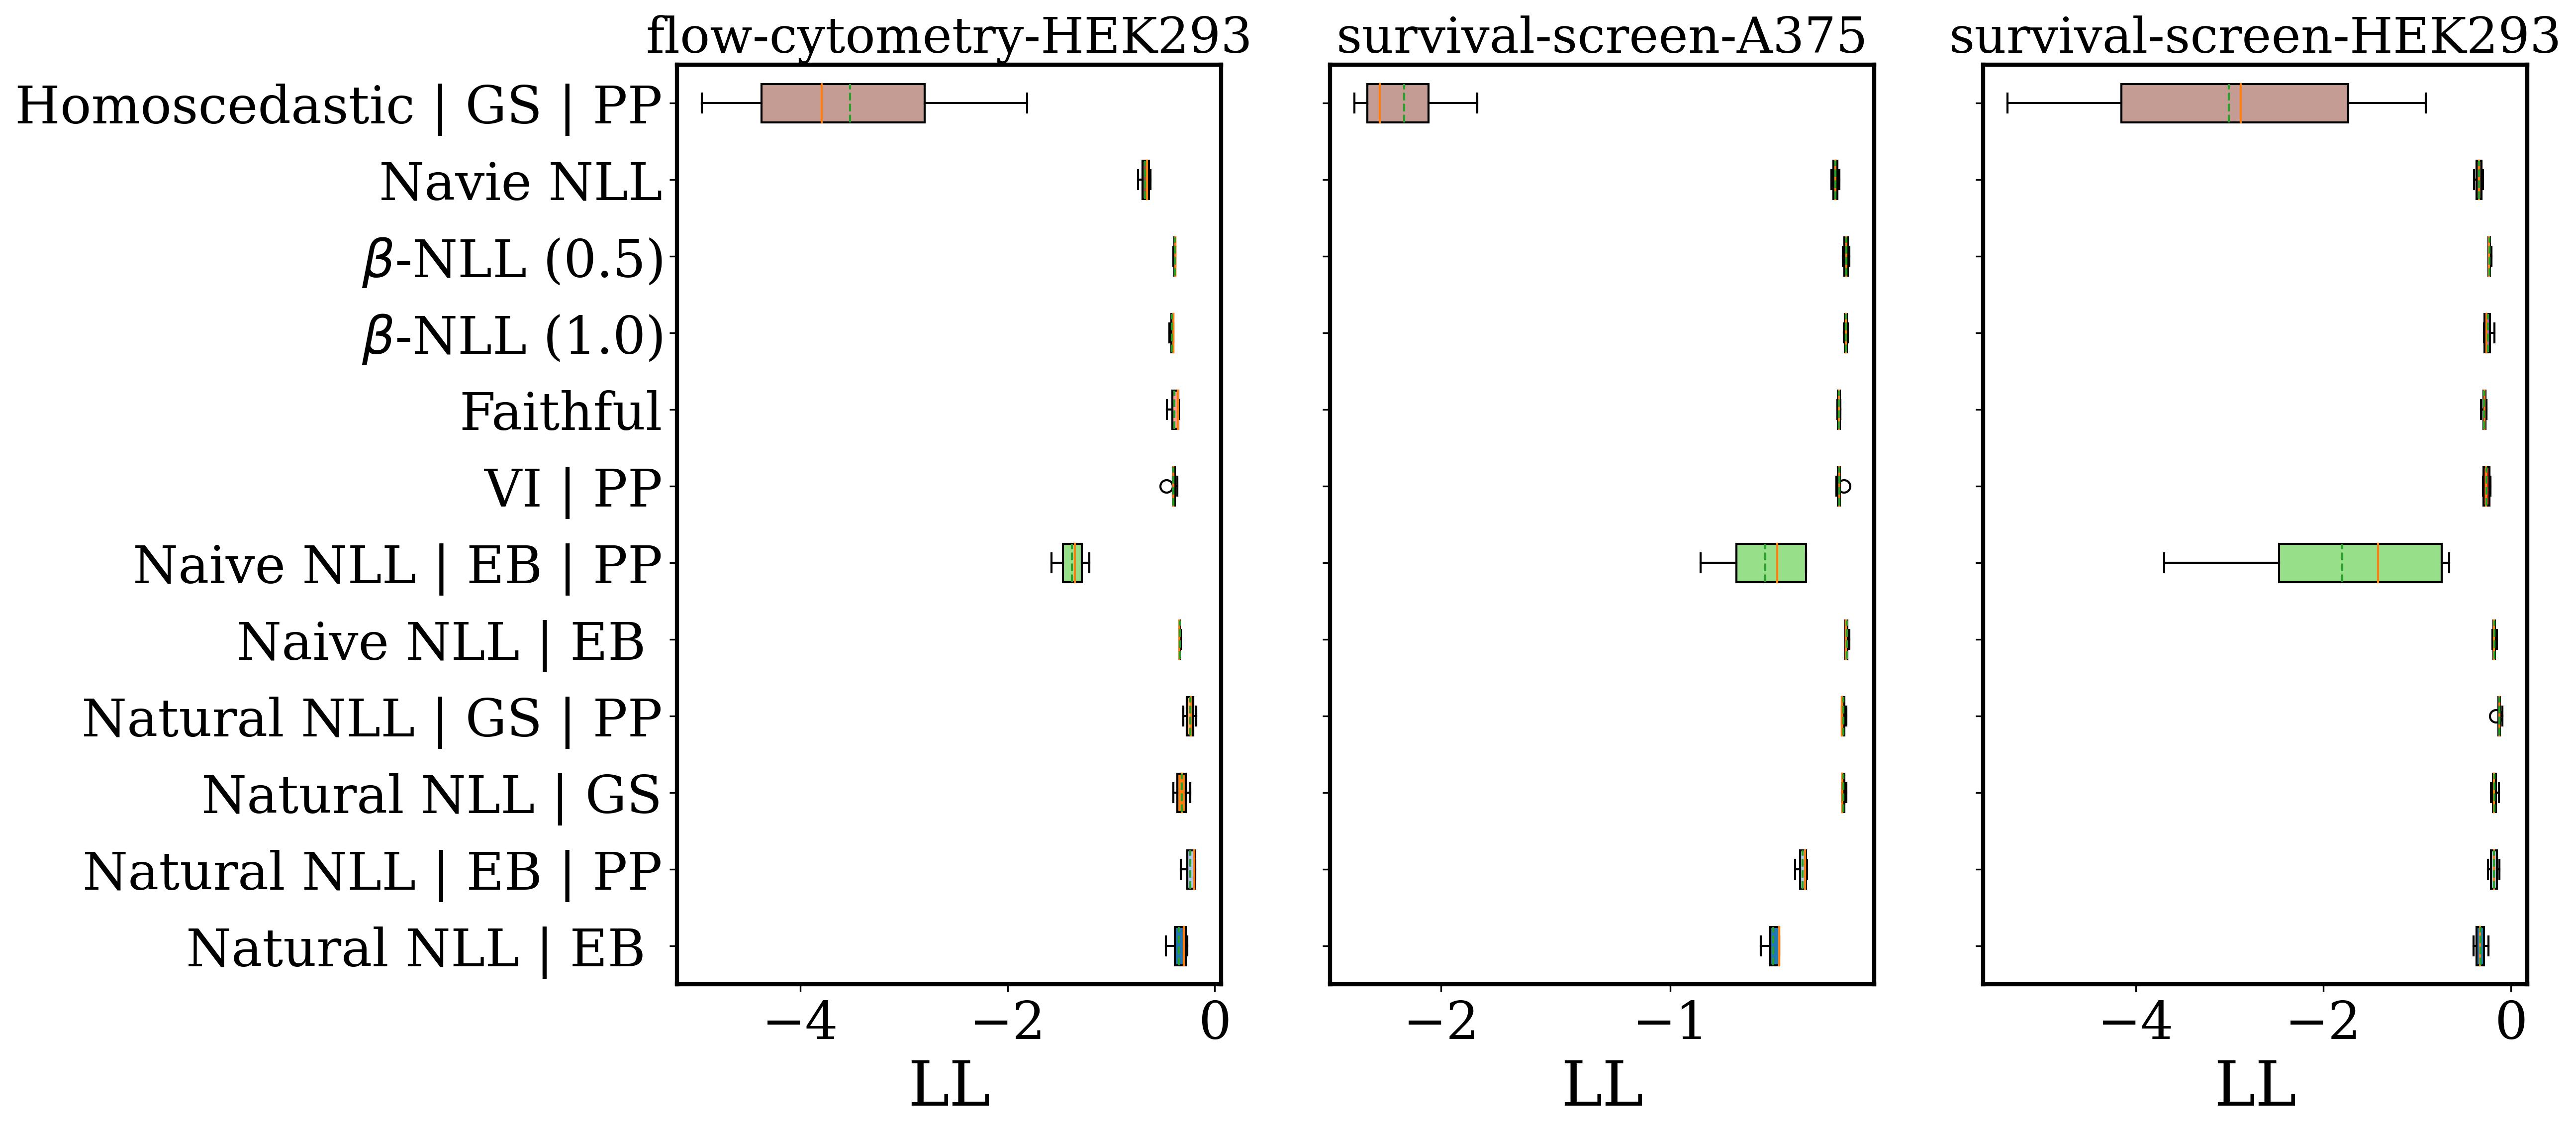 flow-cytometry-HEK293
survival-screen-A375
survival-screen-HEK293
Homoscedastic | GS | PP
Navie NLL
β-NLL (0.5)
β-NLL (1.0)
Faithful
VI | PP
Naive NLL | EB | PP
Naive NLL | EB
Natural NLL | GS | PP
Natural NLL | GS
Natural NLL | EB | PP
Natural NLL | EB
−4 −2 0
−2 −1
−4 −2 0
LL
LL
LL